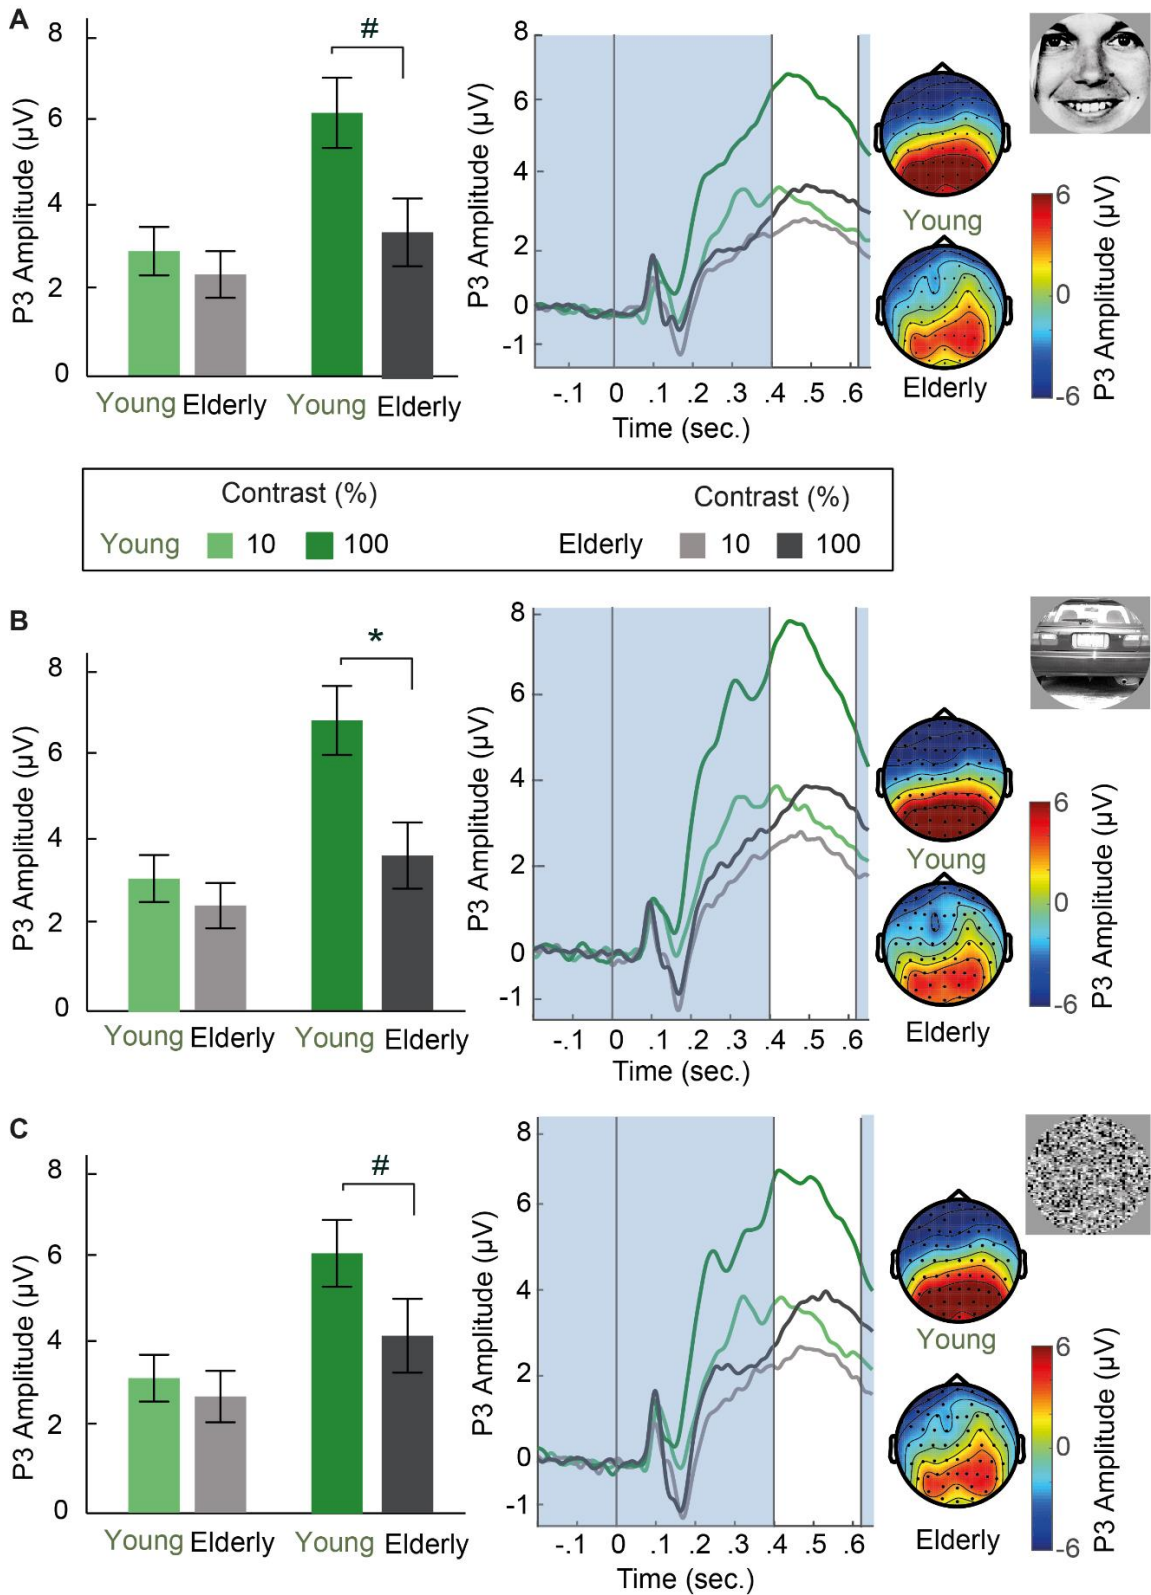 A
P3 Amplitude (µV)
8
6
4
2
0
#
Young Elderly Young Elderly
P3 Amplitude (µV)
8
6
4
2
0
-1
-.1 0 .1 .2 .3 .4 .5 .6
Time (sec.)
Young
Elderly
6
0
-6
P3 Amplitude (µV)
Contrast (%) Contrast (%)
Young 10 100 Elderly 10 100
B
P3 Amplitude (µV)
8
6
4
2
0
*
Young Elderly Young Elderly
P3 Amplitude (µV)
8
6
4
2
0
-1
-.1 0 .1 .2 .3 .4 .5 .6
Time (sec.)
Young
Elderly
6
0
-6
P3 Amplitude (µV)
C
P3 Amplitude (µV)
8
6
4
2
0
#
Young Elderly Young Elderly
P3 Amplitude (µV)
8
6
4
2
0
-1
-.1 0 .1 .2 .3 .4 .5 .6
Time (sec.)
Young
Elderly
6
0
-6
P3 Amplitude (µV)